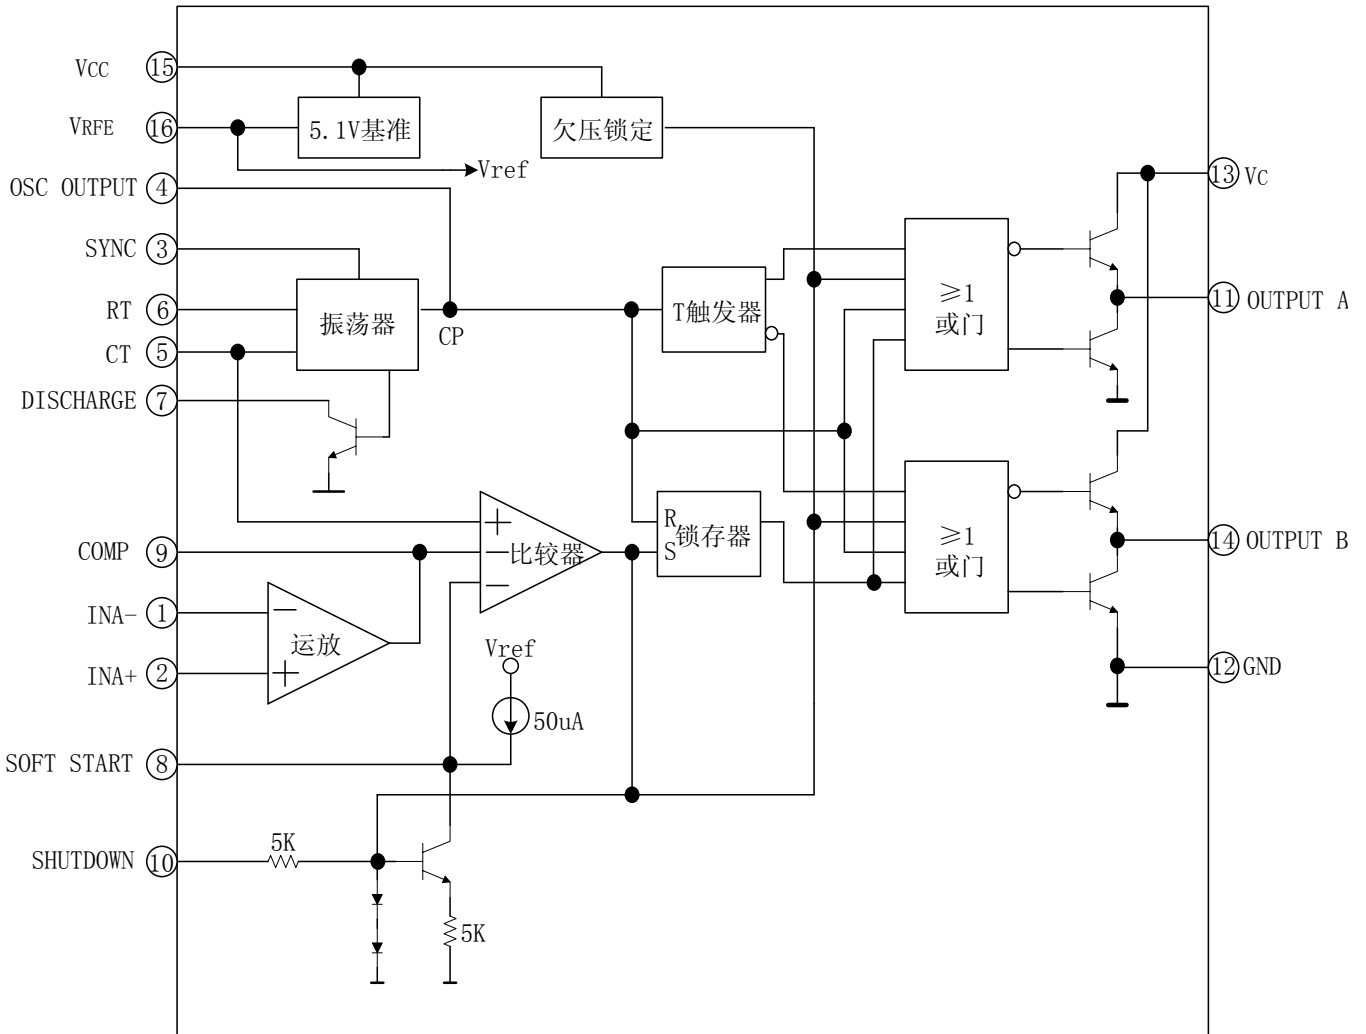 VCC 15
VRFE 16
5.1V基准
欠压锁定
Vref
OSC OUTPUT 4
SYNC 3
RT 6
CT 5
振荡器
CP
DISCHARGE 7
T触发器
≥1
或门
13 VC
11 OUTPUT A
COMP 9
INA- 1
INA+ 2
+
-
-
比较器
-
+
运放
R
S
锁存器
≥1
或门
14 OUTPUT B
12 GND
Vref
50uA
SOFT START 8
SHUTDOWN 10
5K
5K